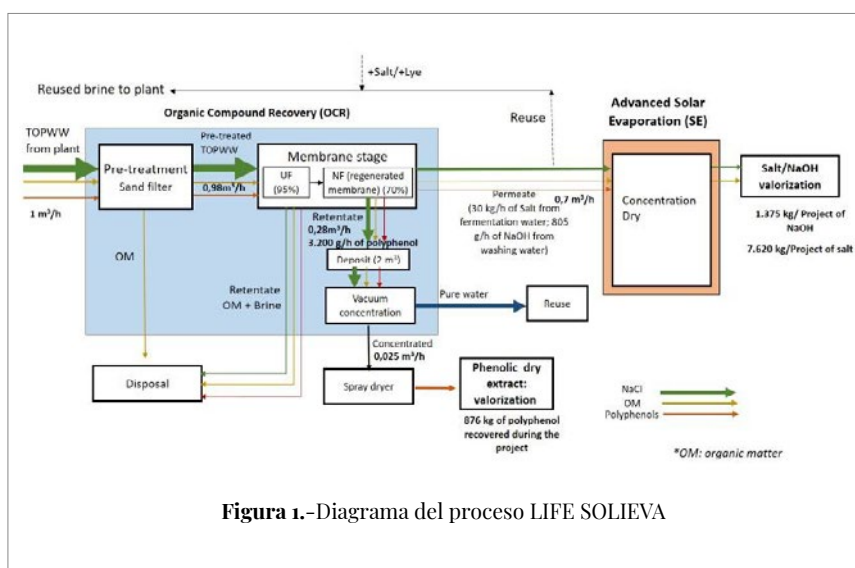 +Salt/+Lye
Reused brine to plant
Organic Compound Recovery (OCR)
Reuse
Advanced Solar
Evaporation (SE)
TOPWW
from plant
1 m³/h
Pre-treatment
Sand filter
Pre-treated
TOPWW
0,98m³/h
Membrane stage
UF
(95%)
NF (regenerated
membrane) (70%)
Retentate
0,28m³/h
3.200 g/h of polyphenol
Permeate
(30 kg/h of Salt from
fermentation water; 805
g/h of NaOH from
washing water)
0,7 m³/h
Concentration
Dry
Salt/NaOH
valorization
1.375 kg/ Project of
NaOH
7.620 kg/Project of salt
OM
Retentate
OM + Brine
Deposit (2 m³)
Vacuum
concentration
Pure water
Reuse
Concentrated
0,025 m³/h
Disposal
Spray dryer
Phenolic dry
extract:
valorization
876 kg of polyphenol
recovered during the
project
NaCl
OM
Polyphenols
*OM: organic matter
Figura 1.-Diagrama del proceso LIFE SOLIEVA